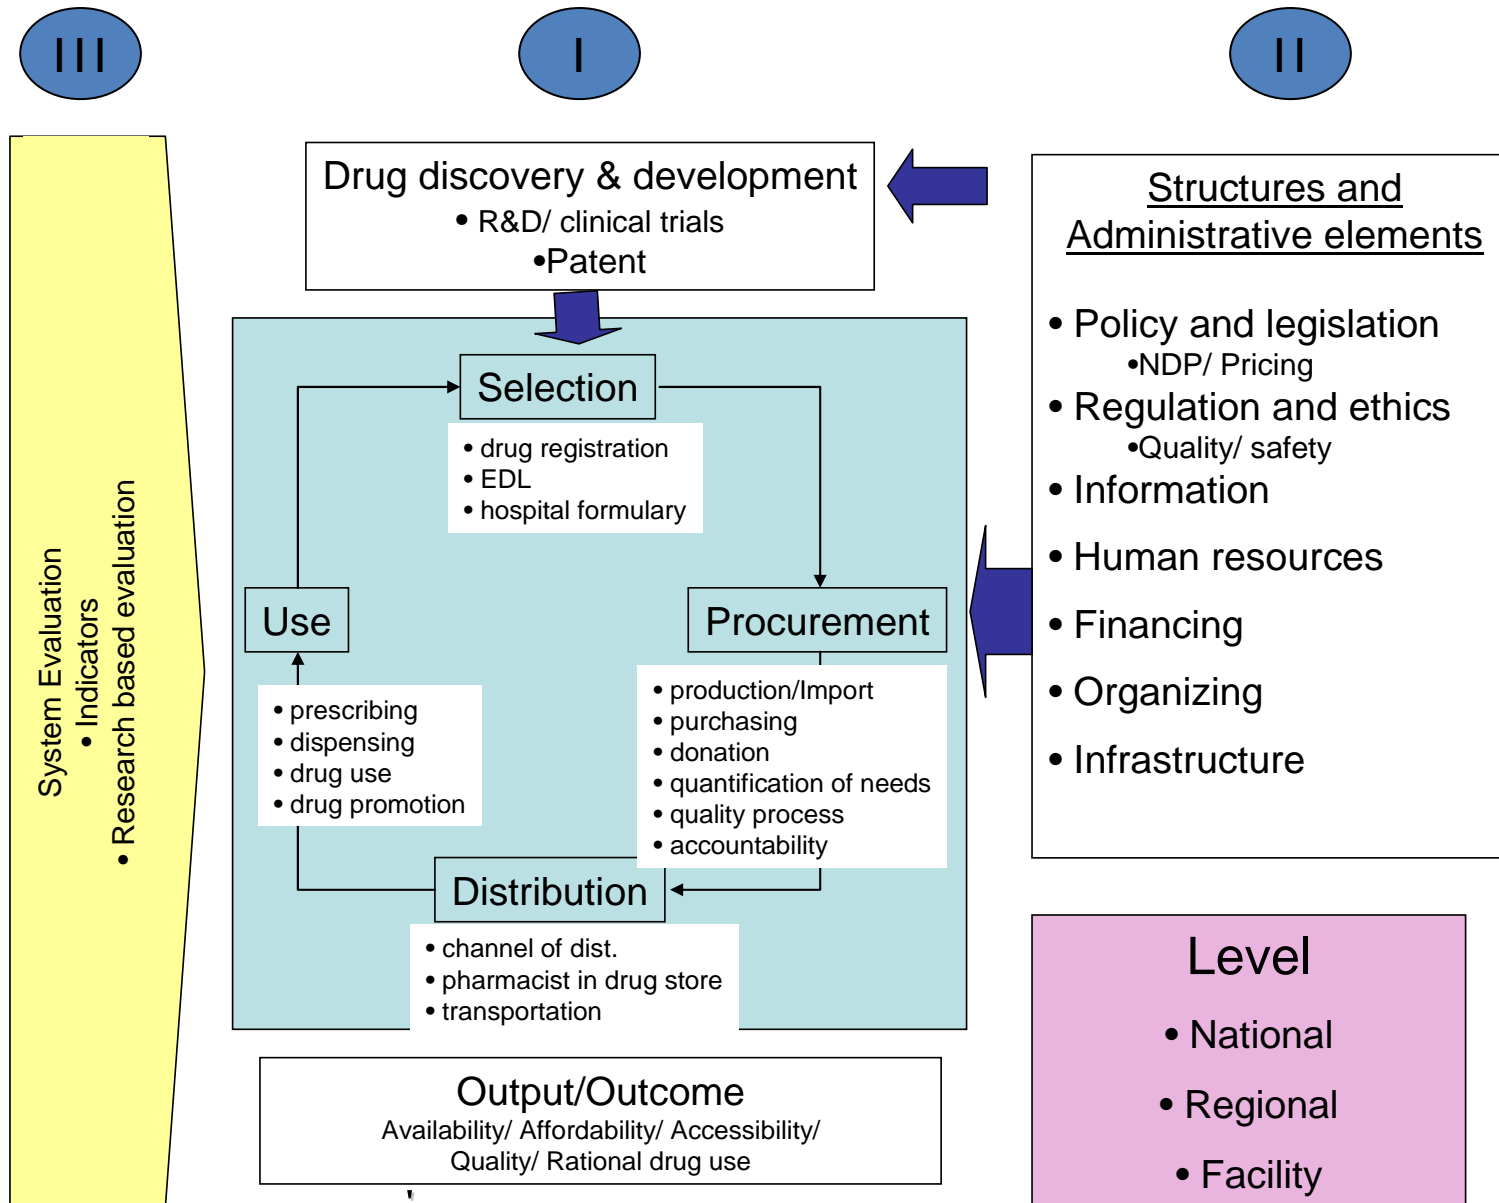 III
I
II
Drug discovery & development
• R&D/ clinical trials
•Patent
Structures and
Administrative elements
• Policy and legislation
•NDP/ Pricing
• Regulation and ethics
•Quality/ safety
• Information
• Human resources
• Financing
• Organizing
• Infrastructure
System Evaluation
• Indicators
• Research based evaluation
Selection
• drug registration
• EDL
• hospital formulary
Procurement
• production/Import
• purchasing
• donation
• quantification of needs
• quality process
• accountability
Distribution
• channel of dist.
• pharmacist in drug store
• transportation
Use
• prescribing
• dispensing
• drug use
• drug promotion
Output/Outcome
Availability/ Affordability/ Accessibility/
Quality/ Rational drug use
Level
• National
• Regional
• Facility